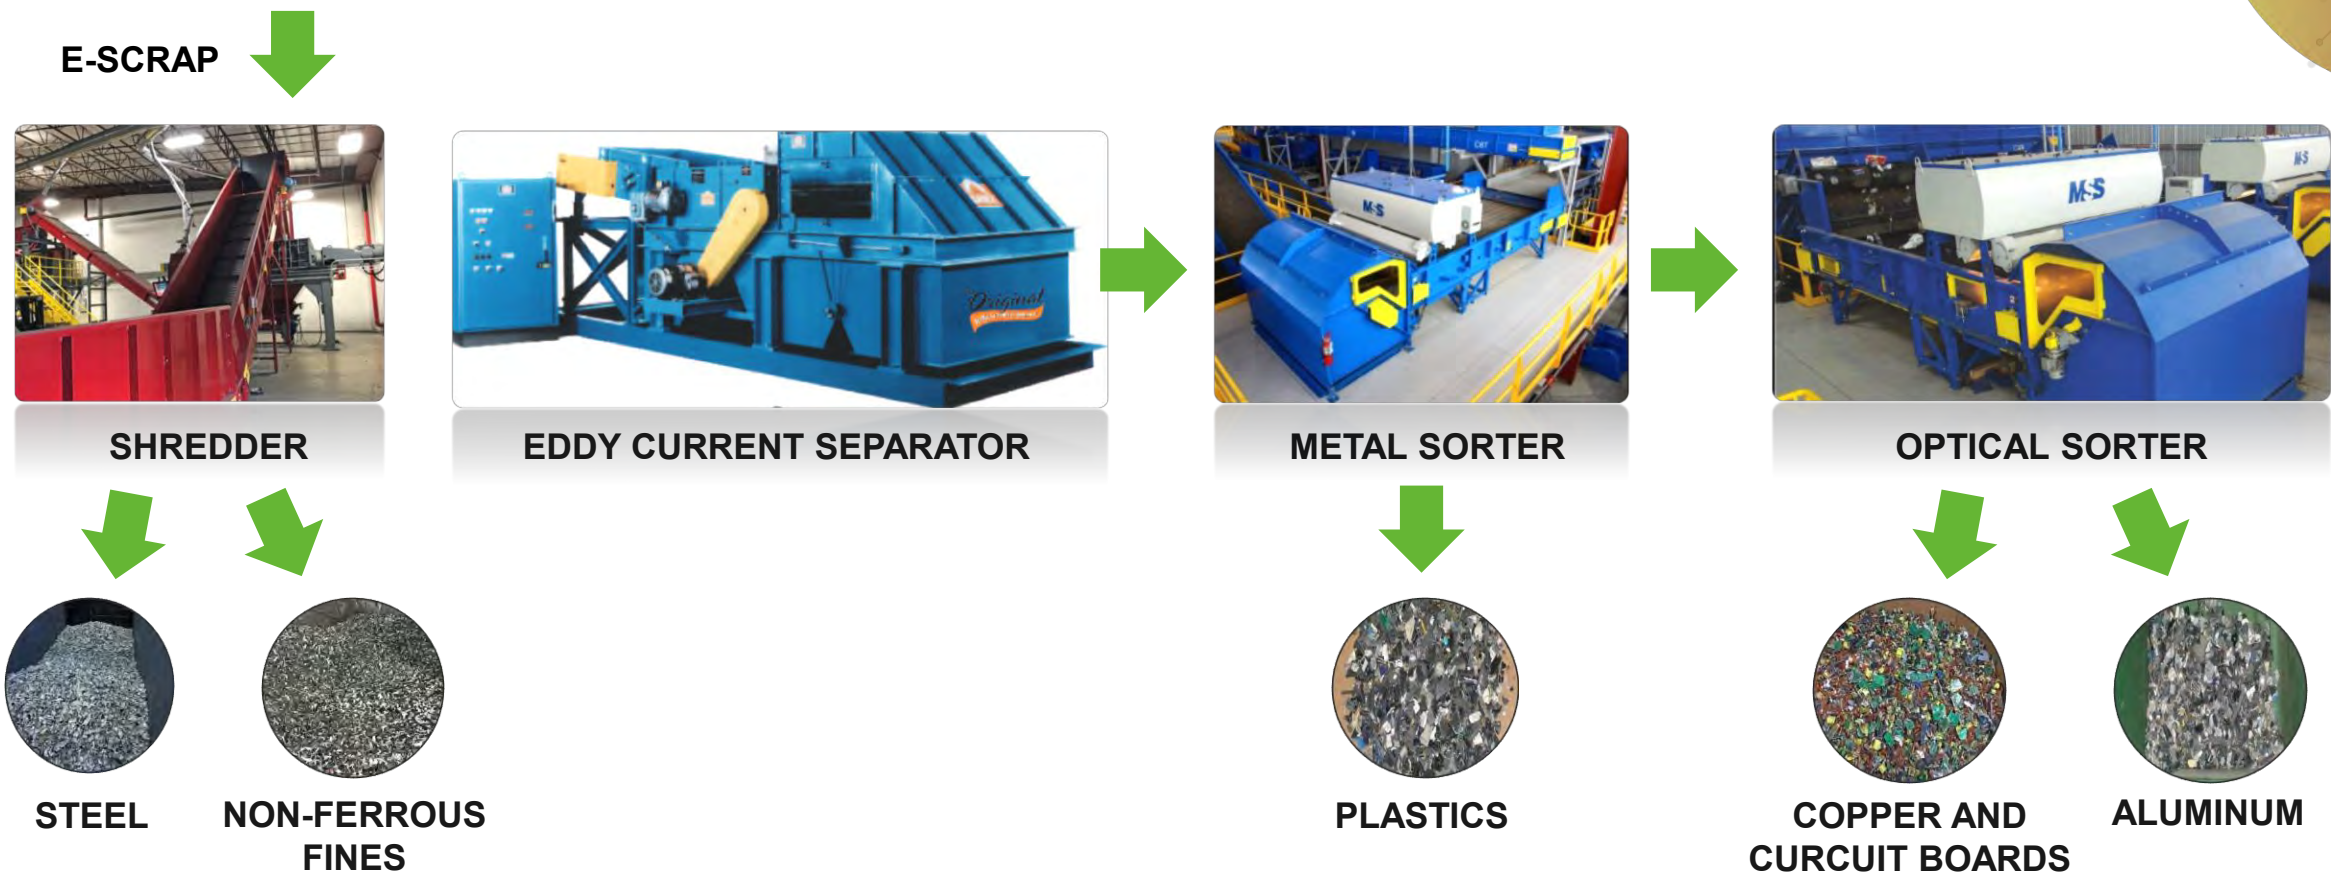 E-SCRAP
M·S·S
M·S·S
M·S·S
Original
SHREDDER
EDDY CURRENT SEPARATOR
METAL SORTER
OPTICAL SORTER
STEEL
NON-FERROUS
FINES
PLASTICS
COPPER AND
CURCUIT BOARDS
ALUMINUM